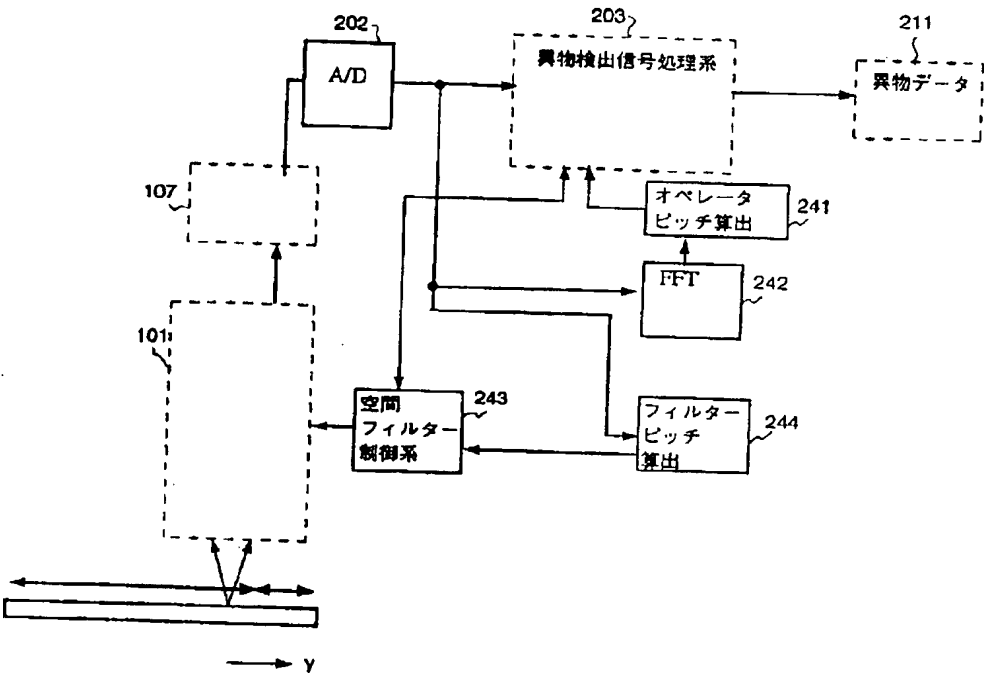 202
A/D
203
異物検出信号処理系
211
異物データ
107
オペレータ
ピッチ算出
241
FFT
242
101
空間
フィルター
制御系
243
フィルター
ピッチ
算出
244
y